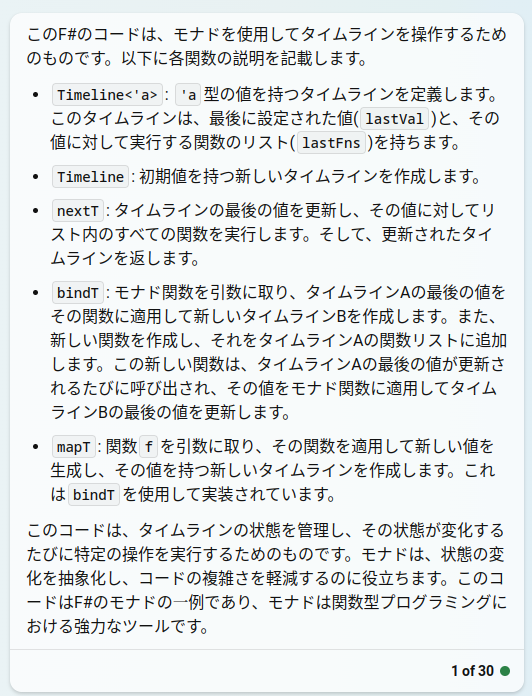 このF#のコードは、モナドを使用してタイムラインを操作するため
のものです。以下に各関数の説明を記載します。
• Timeline<'a> : 'a 型の値を持つタイムラインを定義します。
このタイムラインは、最後に設定された値( lastVal )と、その
値に対して実行する関数のリスト( lastFns )を持ちます。
• Timeline : 初期値を持つ新しいタイムラインを作成します。
• nextT : タイムラインの最後の値を更新し、その値に対してリ
スト内のすべての関数を実行します。そして、更新されたタイ
ムラインを返します。
• bindT : モナド関数を引数に取り、タイムラインAの最後の値を
その関数に適用して新しいタイムラインBを作成します。また、
新しい関数を作成し、それをタイムラインAの関数リストに追加
します。この新しい関数は、タイムラインAの最後の値が更新さ
れるたびに呼び出され、その値をモナド関数に適用してタイム
ラインBの最後の値を更新します。
• mapT : 関数 f を引数に取り、その関数を適用して新しい値を
生成し、その値を持つ新しいタイムラインを作成します。これ
は bindT を使用して実装されています。
このコードは、タイムラインの状態を管理し、その状態が変化する
たびに特定の操作を実行するためのものです。モナドは、状態の変
化を抽象化し、コードの複雑さを軽減するのに役立ちます。このコ
ードはF#のモナドの一例であり、モナドは関数型プログラミングに
おける強力なツールです。
1 of 30